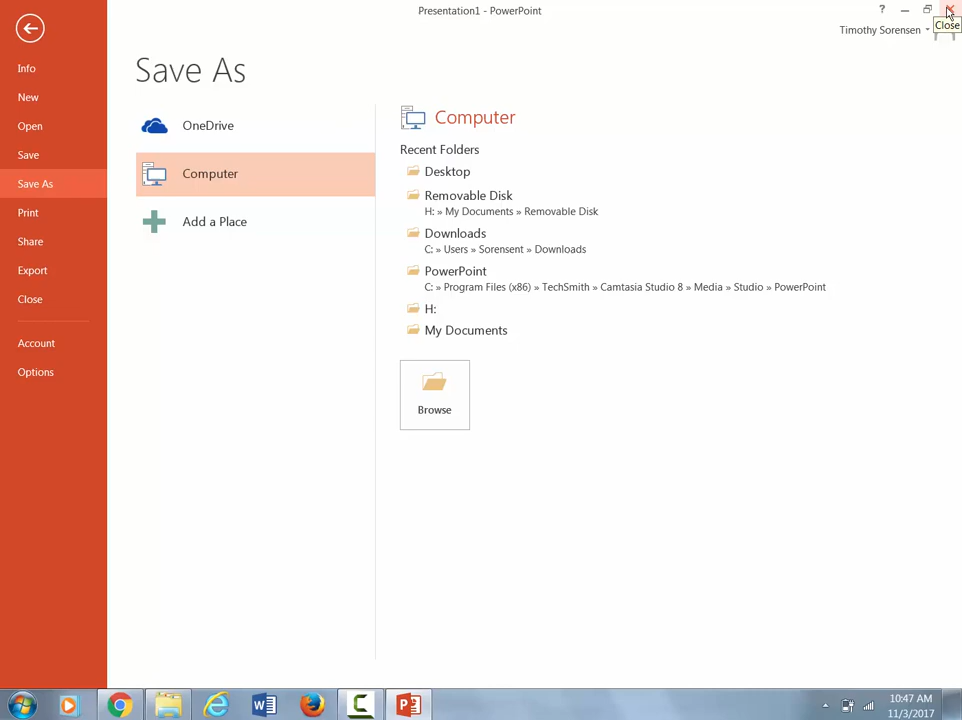 Presentation1 - PowerPoint
?
Close
Timothy Sorensen
Info
New
Open
Save
Save As
Print
Share
Export
Close
Account
Options
Save As
OneDrive
Computer
Add a Place
Computer
Recent Folders
Desktop
Removable Disk
H: » My Documents » Removable Disk
Downloads
C: » Users » Sorensent » Downloads
PowerPoint
C: » Program Files (x86) » TechSmith » Camtasia Studio 8 » Media » Studio » PowerPoint
H:
My Documents
Browse
10:47 AM
11/3/2017